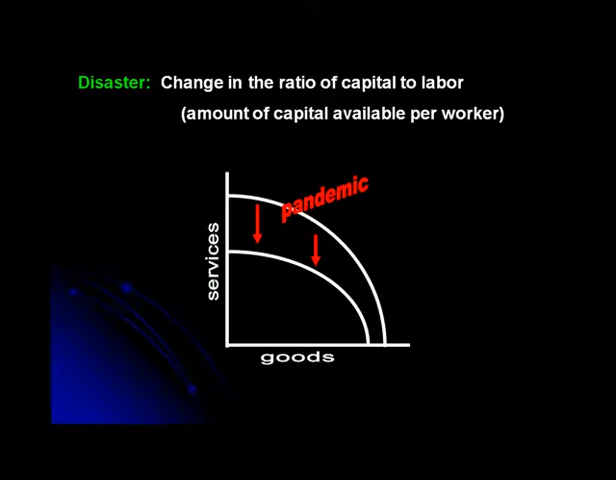 Disaster: Change in the ratio of capital to labor
(amount of capital available per worker)
pandemic
services
goods